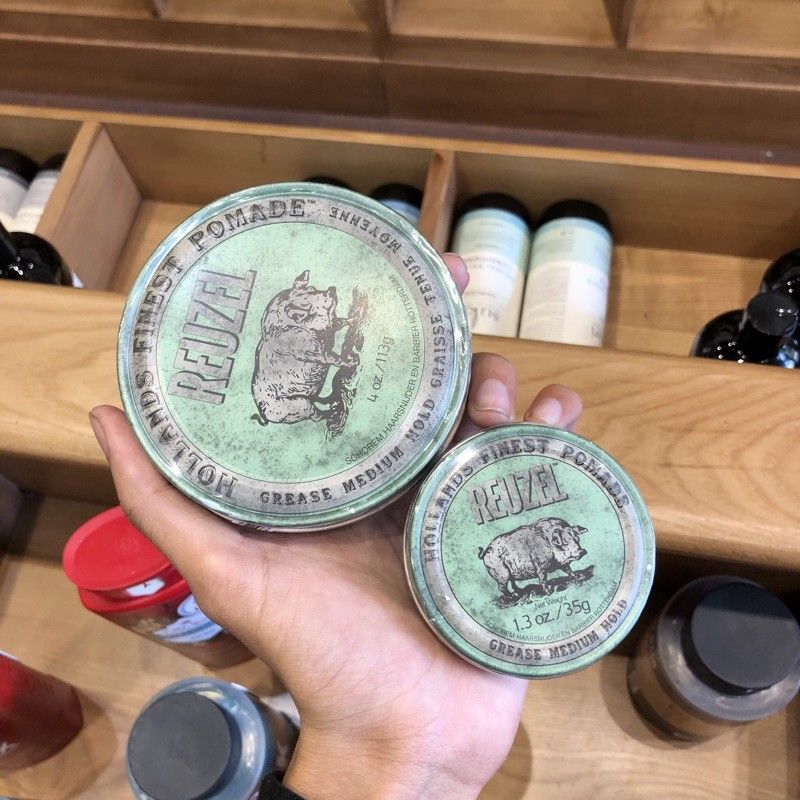 HOLLANDS FINEST POMADE™
REUZEL
4 oz./113g
SCHOREM HAARSNIJDER EN BARBIER ROTTERDAM
GREASE MEDIUM HOLD GRAISSE TENUE MOYENNE
HOLLANDS FINEST POMADE
REUZEL
Net Weight
1.3 oz./35g
SCHOREM HAARSNIJDER EN BARBIER ROTTERDAM
GREASE MEDIUM HOLD